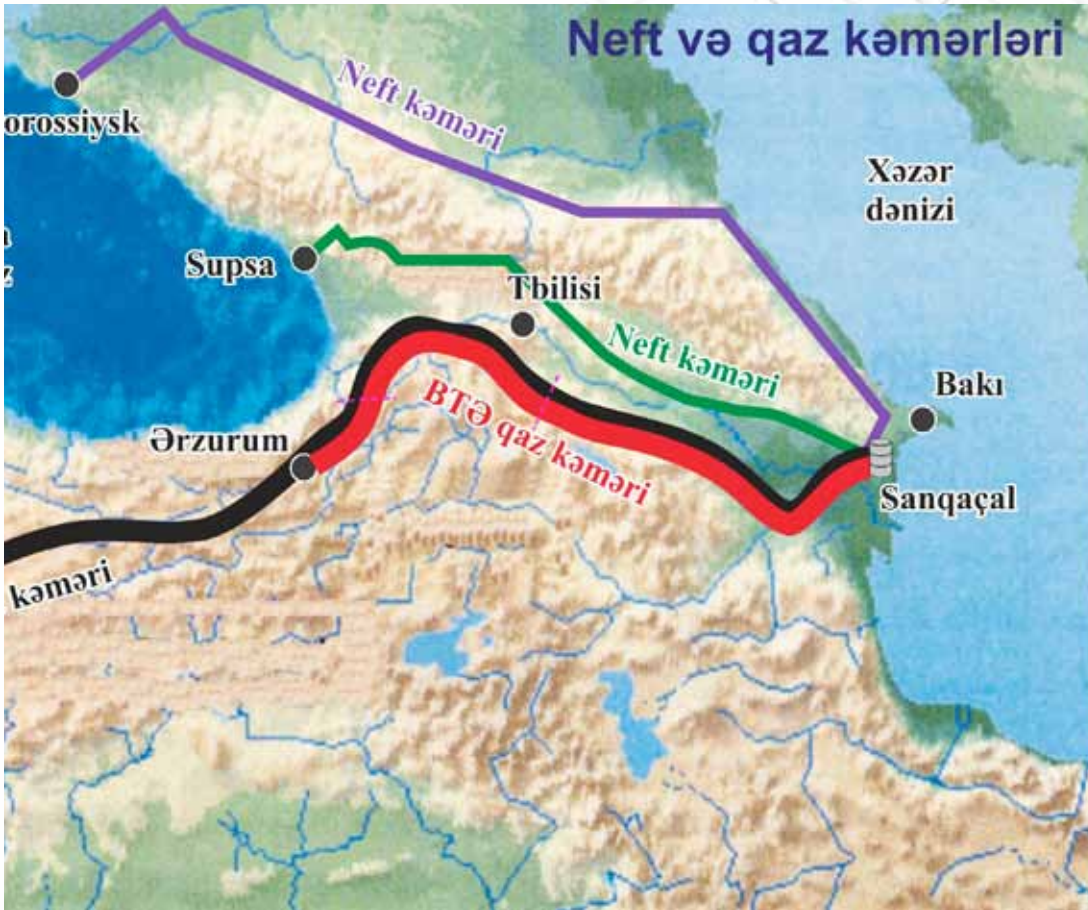 Neft və qaz kəmərləri
Neft kəməri
orossiysk
Xəzər
dənizi
Supsa
Tbilisi
Neft kəməri
Bakı
BTƏ qaz kəməri
Ərzurum
Sanqaçal
kəməri